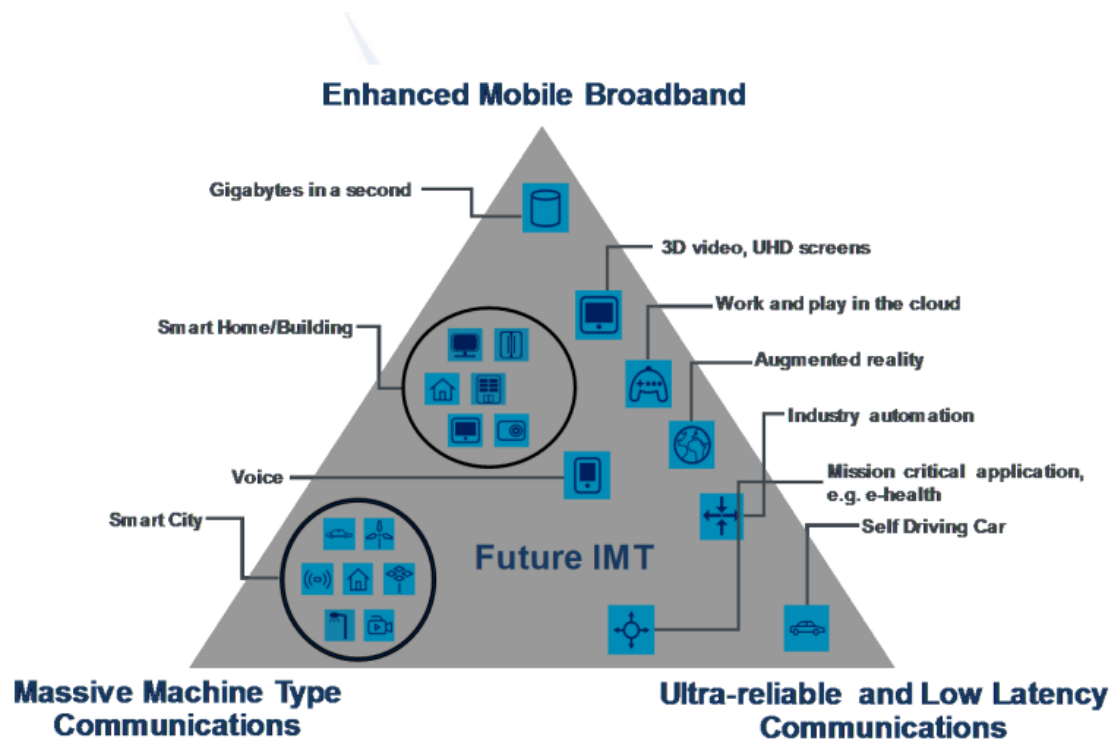 Enhanced Mobile Broadband
Gigabytes in a second
3D video, UHD screens
Work and play in the cloud
Smart Home/Building
Augmented reality
Industry automation
Mission critical application,
e.g. e-health
Voice
Smart City
Self Driving Car
Future IMT
Massive Machine Type
Communications
Ultra-reliable and Low Latency
Communications